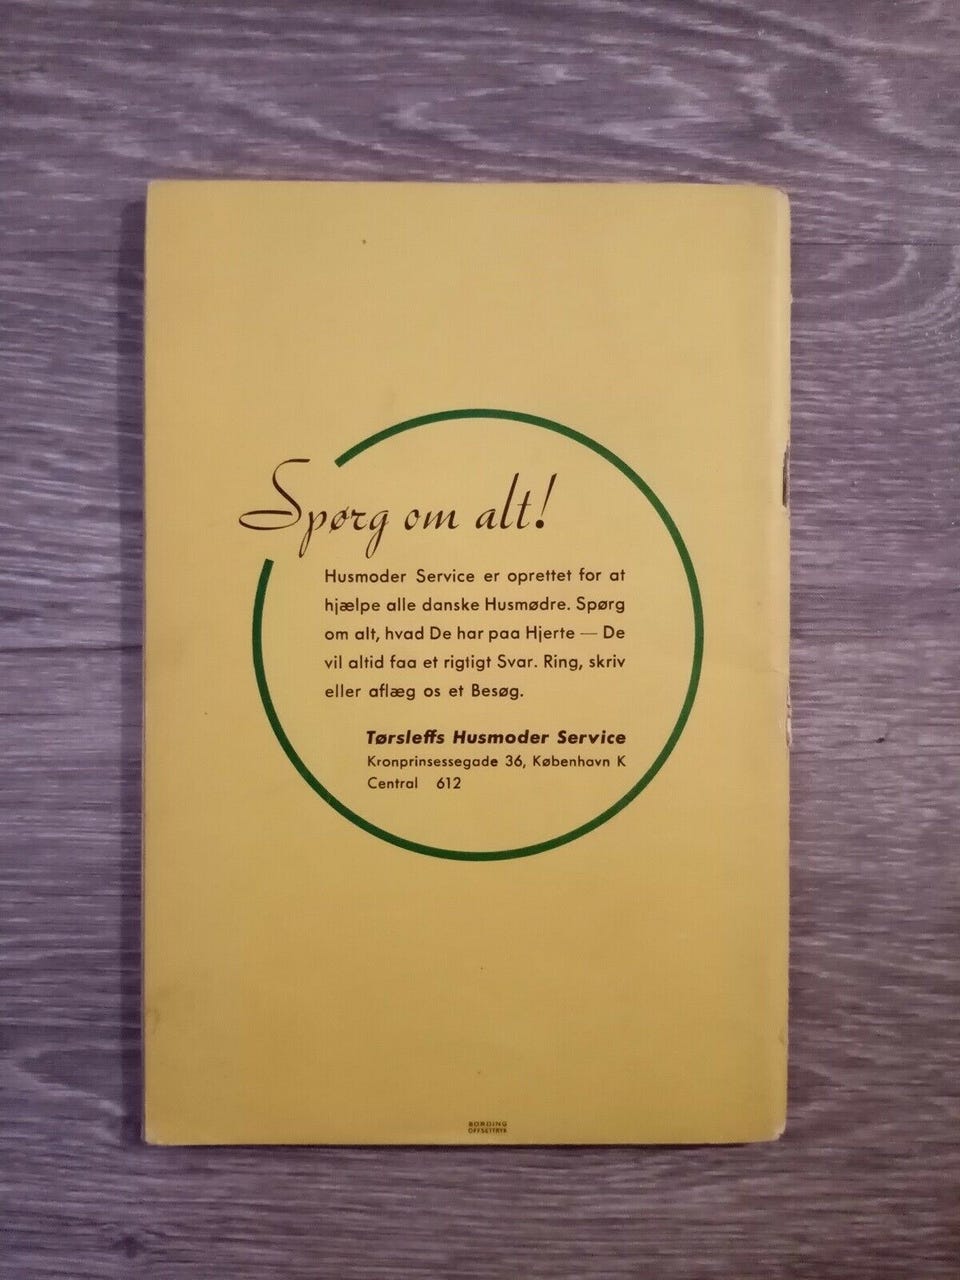 Spørg om alt!
Husmoder Service er oprettet for at
hjælpe alle danske Husmødre. Spørg
om alt, hvad De har paa Hjerte — De
vil altid faa et rigtigt Svar. Ring, skriv
eller aflæg os et Besøg.
Tørsleffs Husmoder Service
Kronprinsessegade 36, København K
Central 612
BORDING
OFFSETTRYK